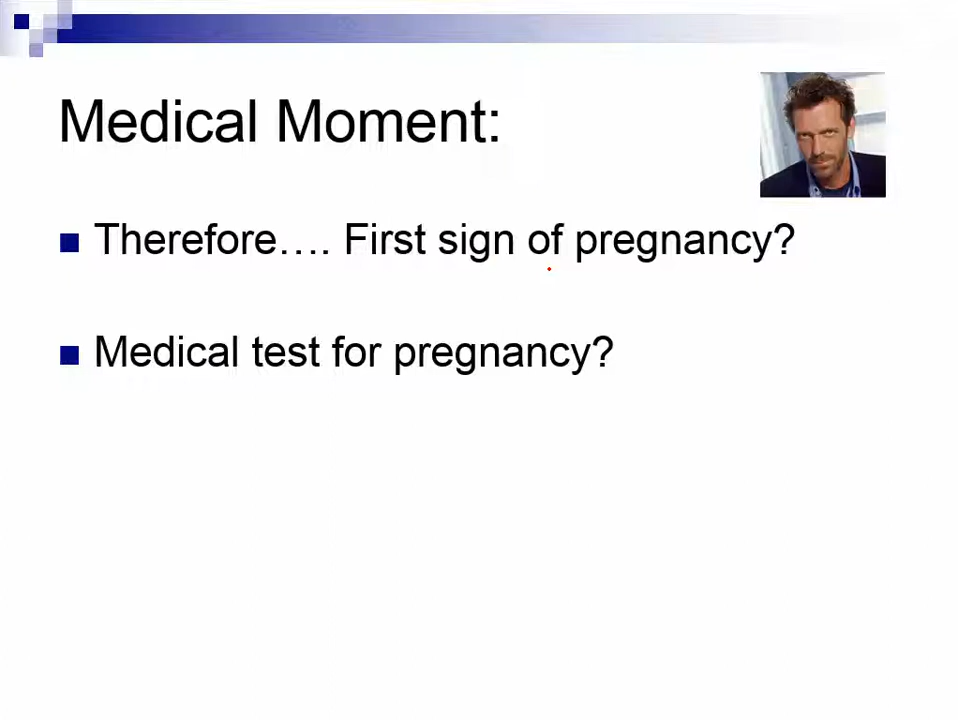 Medical Moment:
Therefore…. First sign of pregnancy?
Medical test for pregnancy?